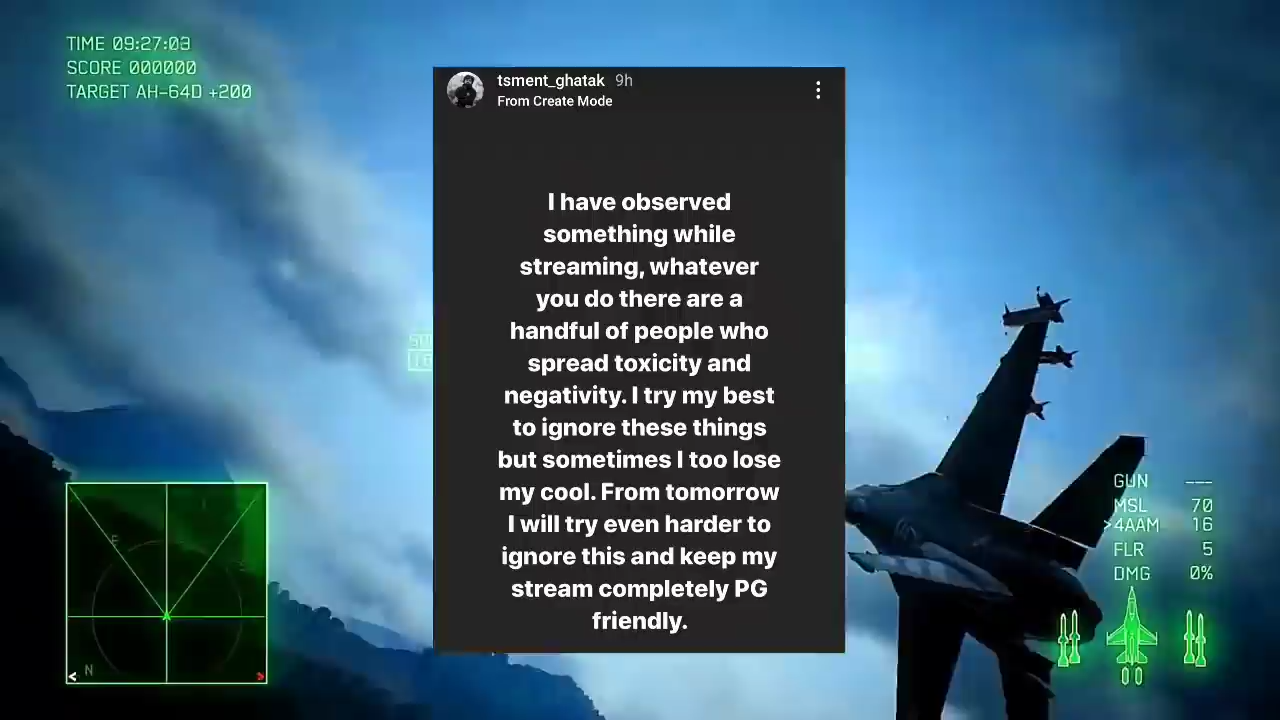 TIME 09:27:03
SCORE 000000
TARGET AH-64D +200
tsment_ghatak 9h
From Create Mode
I have observed
something while
streaming, whatever
you do there are a
handful of people who
spread toxicity and
negativity. I try my best
to ignore these things
but sometimes I too lose
my cool. From tomorrow
I will try even harder to
ignore this and keep my
stream completely PG
friendly.
GUN ---
MSL 70
>4AAM 16
FLR 5
DMG 0%
E
N